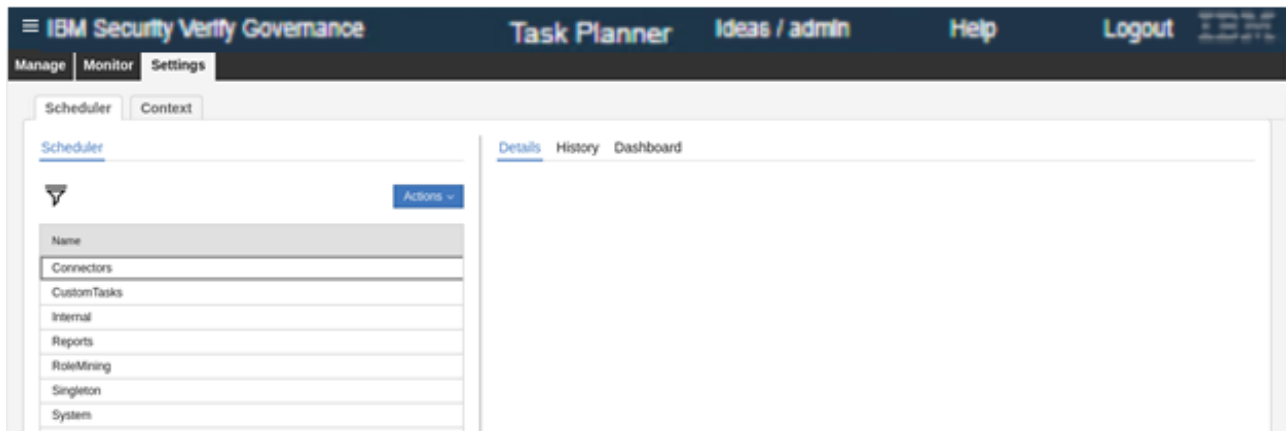 IBM Security Verify Governance Task Planner Ideas / admin Help Logout IBM
Manage Monitor Settings
Scheduler Context
Scheduler Details History Dashboard
Actions
Name
Connectors
CustomTasks
Internal
Reports
RoleMining
Singleton
System